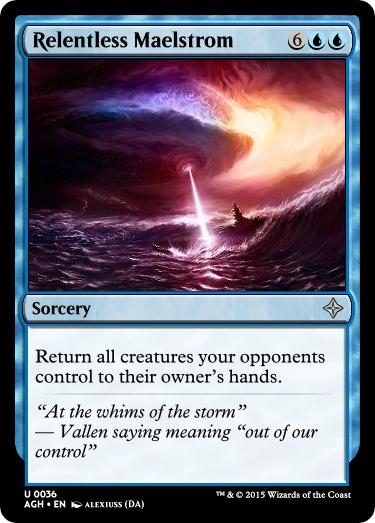 Relentless Maelstrom 6
Sorcery
Return all creatures your opponents
control to their owner's hands.
“At the whims of the storm”
— Vallen saying meaning “out of our
control”
U 0036
AGH • EN ALEXIUSS (DA)
™ & © 2015 Wizards of the Coast